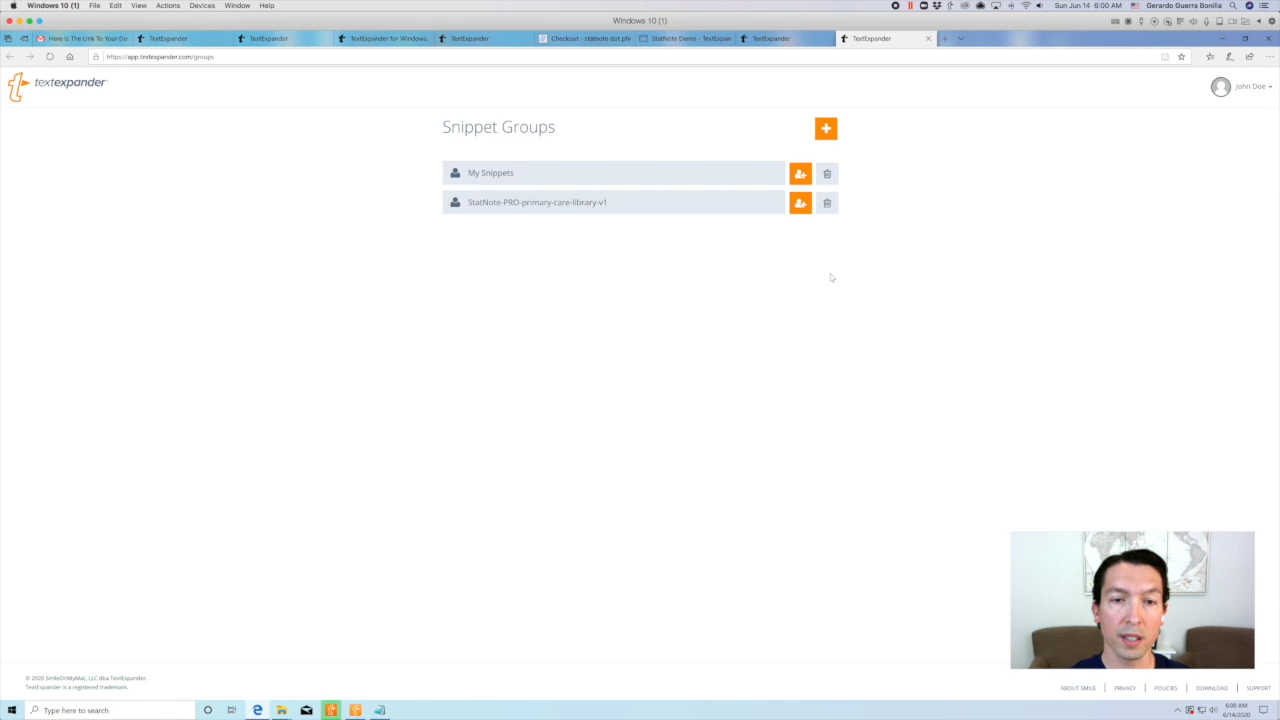 Windows 10 (1) File Edit View Actions Devices Window Help
Sun Jun 14 6:00 AM Gerardo Guerra Bonilla
Windows 10 (1)
Here Is The Link To Your Do TextExpander TextExpander TextExpander for Windows. TextExpander Checkout - statnote dot phr StatNote Demo - TextExpan TextExpander TextExpander
https://app.textexpander.com/groups
textexpander
John Doe
Snippet Groups
My Snippets
StatNote-PRO-primary-care-library-v1
© 2020 SmileOnMyMac, LLC dba TextExpander.
TextExpander is a registered trademark.
ABOUT SMILE PRIVACY POLICIES DOWNLOAD SUPPORT
Type here to search
6:00 AM
6/14/2020